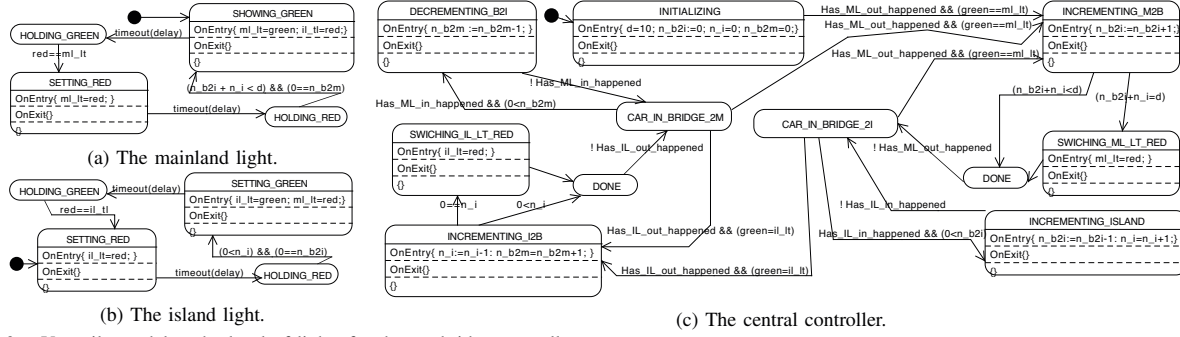 SHOWING_GREEN
OnEntry{ ml_lt=green; il_tl=red;}
OnExit{}
{}
HOLDING_GREEN
timeout(delay)
red==ml_lt
SETTING_RED
OnEntry{ ml_lt=red; }
OnExit{}
{}
(n_b2i + n_i < d) && (0==n_b2m)
timeout(delay)
HOLDING_RED
(a) The mainland light.
HOLDING_GREEN
timeout(delay)
SETTING_GREEN
OnEntry{ il_lt=green; ml_lt=red;}
OnExit{}
{}
red==il_tl
SETTING_RED
OnEntry{ il_lt=red; }
OnExit{}
{}
(0<n_i) && (0==n_b2i)
timeout(delay)
HOLDING_RED
(b) The island light.
DECREMENTING_B2I
OnEntry{ n_b2m :=n_b2m-1; }
OnExit{}
{}
INITIALIZING
OnEntry{ d=10; n_b2i:=0; n_i=0; n_b2m=0;}
OnExit{}
{}
Has_ML_out_happened && (green==ml_lt)
INCREMENTING_M2B
OnEntry{ n_b2i:=n_b2i+1;}
OnExit{}
{}
Has_ML_out_happened && (green==ml_lt)
! Has_ML_in_happened
Has_ML_in_happened && (0<n_b2m)
CAR_IN_BRIDGE_2M
CAR_IN_BRIDGE_2I
(n_b2i+n_i<d)
(n_b2i+n_i=d)
SWICHING_IL_LT_RED
OnEntry{ il_lt=red; }
OnExit{}
{}
! Has_IL_out_happened
DONE
! Has_ML_out_happened
SWICHING_ML_LT_RED
OnEntry{ ml_lt=red; }
OnExit{}
{}
DONE
0==n_i
0<n_i
! Has_IL_in_happened
Has_IL_out_happened && (green=il_lt)
Has_IL_in_happened && (0<n_b2i)
INCREMENTING_ISLAND
OnEntry{ n_b2i:=n_b2i-1: n_i=n_i+1;}
OnExit{}
{}
INCREMENTING_I2B
OnEntry{ n_i:=n_i-1: n_b2m=n_b2m+1; }
OnExit{}
{}
Has_IL_out_happened && (green=il_lt)
(c) The central controller.